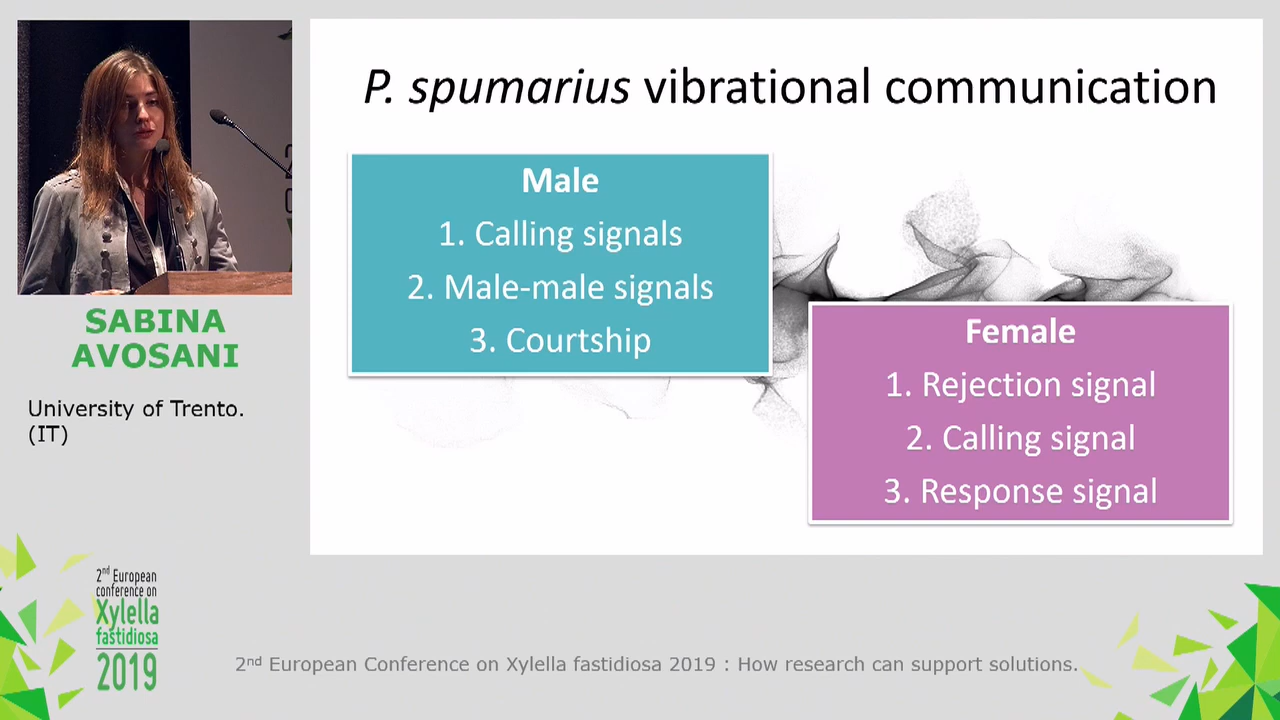 P. spumarius vibrational communication
Male
1. Calling signals
2. Male-male signals
3. Courtship
Female
1. Rejection signal
2. Calling signal
3. Response signal
SABINA
AVOSANI
University of Trento.
(IT)
2nd European
conference on
Xylella
fastidiosa
2019
2nd European Conference on Xylella fastidiosa 2019 : How research can support solutions.